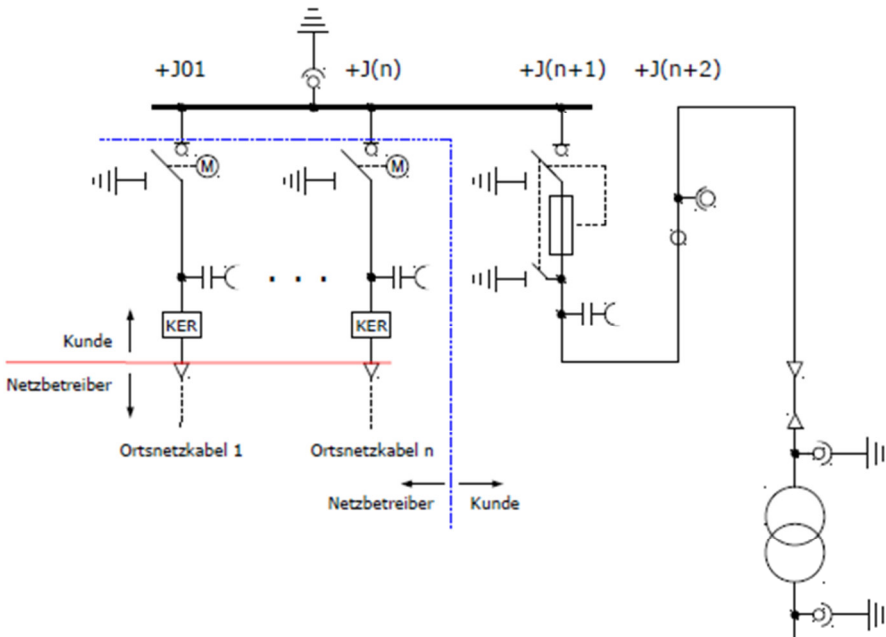 +J01
+J(n)
+J(n+1)
+J(n+2)
M
M
KER
KER
Kunde
Netzbetreiber
Ortsnetzkabel 1
Ortsnetzkabel n
Netzbetreiber
Kunde